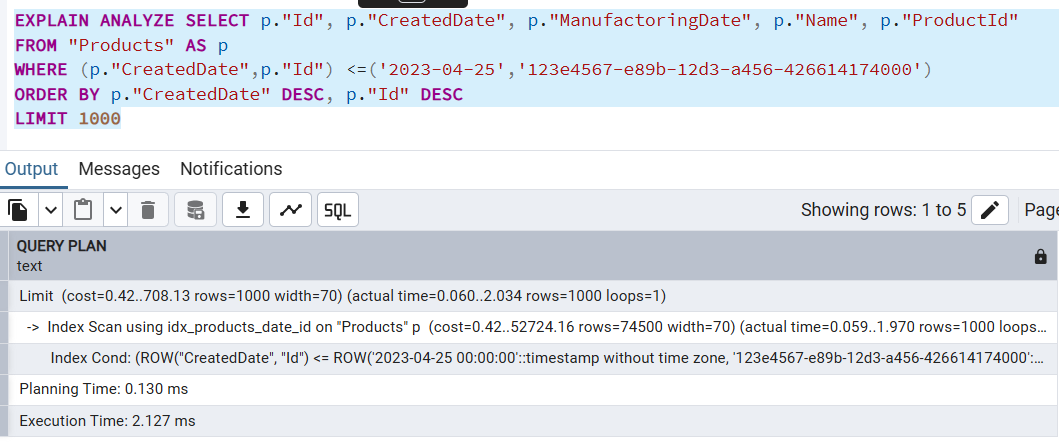 EXPLAIN ANALYZE SELECT p."Id", p."CreatedDate", p."ManufactoringDate", p."Name", p."ProductId"
FROM "Products" AS p
WHERE (p."CreatedDate",p."Id") <=('2023-04-25','123e4567-e89b-12d3-a456-426614174000')
ORDER BY p."CreatedDate" DESC, p."Id" DESC
LIMIT 1000
Output Messages Notifications
SQL Showing rows: 1 to 5 Page
QUERY PLAN
text
Limit (cost=0.42..708.13 rows=1000 width=70) (actual time=0.060..2.034 rows=1000 loops=1)
-> Index Scan using idx_products_date_id on "Products" p (cost=0.42..52724.16 rows=74500 width=70) (actual time=0.059..1.970 rows=1000 loops...
Index Cond: (ROW("CreatedDate", "Id") <= ROW('2023-04-25 00:00:00'::timestamp without time zone, '123e4567-e89b-12d3-a456-426614174000':...
Planning Time: 0.130 ms
Execution Time: 2.127 ms